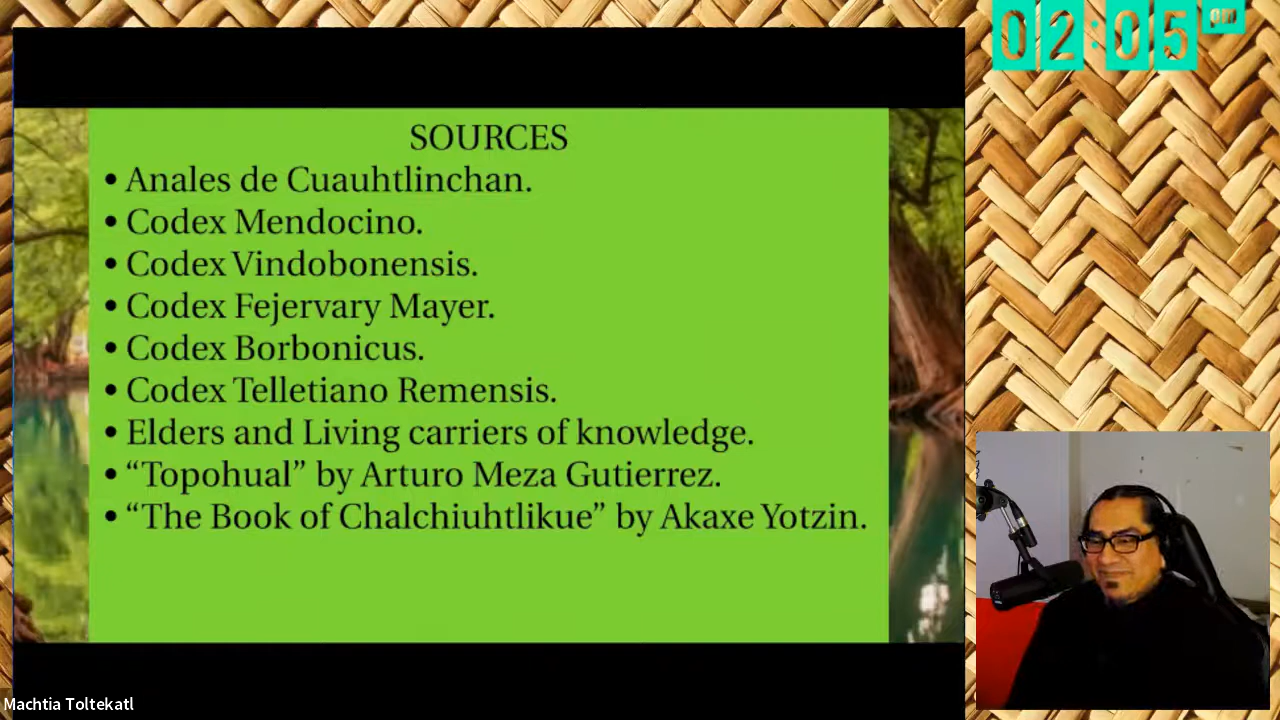 02:05 pm
SOURCES
• Anales de Cuauhtlinchan.
• Codex Mendocino.
• Codex Vindobonensis.
• Codex Fejervary Mayer.
• Codex Borbonicus.
• Codex Telletiano Remensis.
• Elders and Living carriers of knowledge.
• “Topohual” by Arturo Meza Gutierrez.
• “The Book of Chalchiuhtlikue” by Akaxe Yotzin.
Machtia Toltekatl